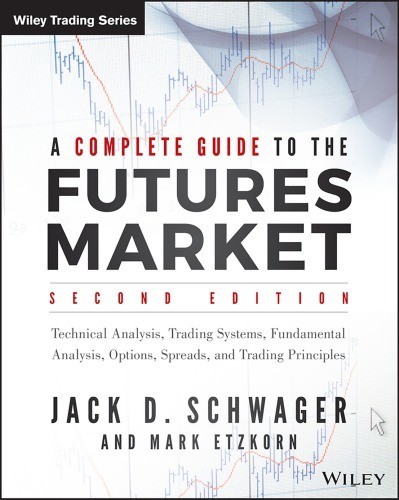 Wiley Trading Series
A COMPLETE GUIDE TO THE
FUTURES
MARKET
SECOND EDITION
Technical Analysis, Trading Systems, Fundamental
Analysis, Options, Spreads, and Trading Principles
JACK D. SCHWAGER
AND MARK ETZKORN
WILEY